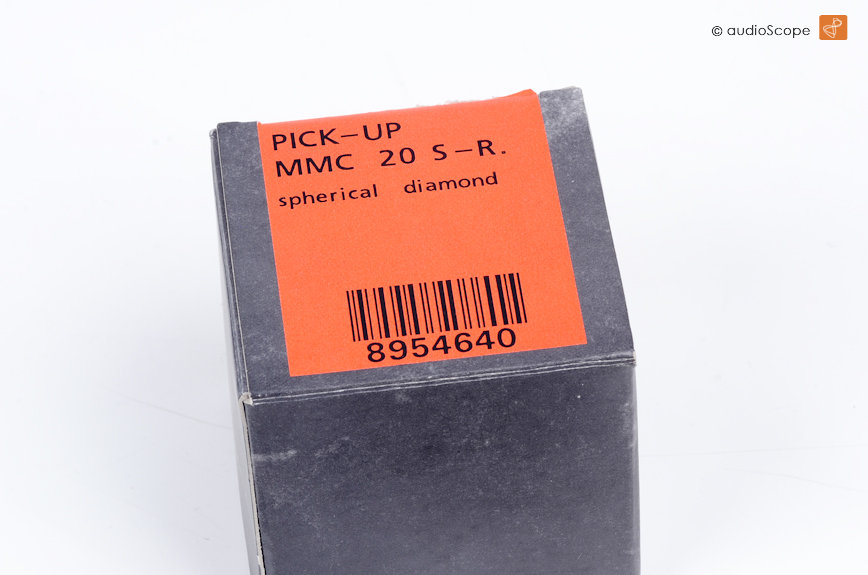 © audioScope
PICK-UP
MMC 20 S-R.
spherical diamond
8954640